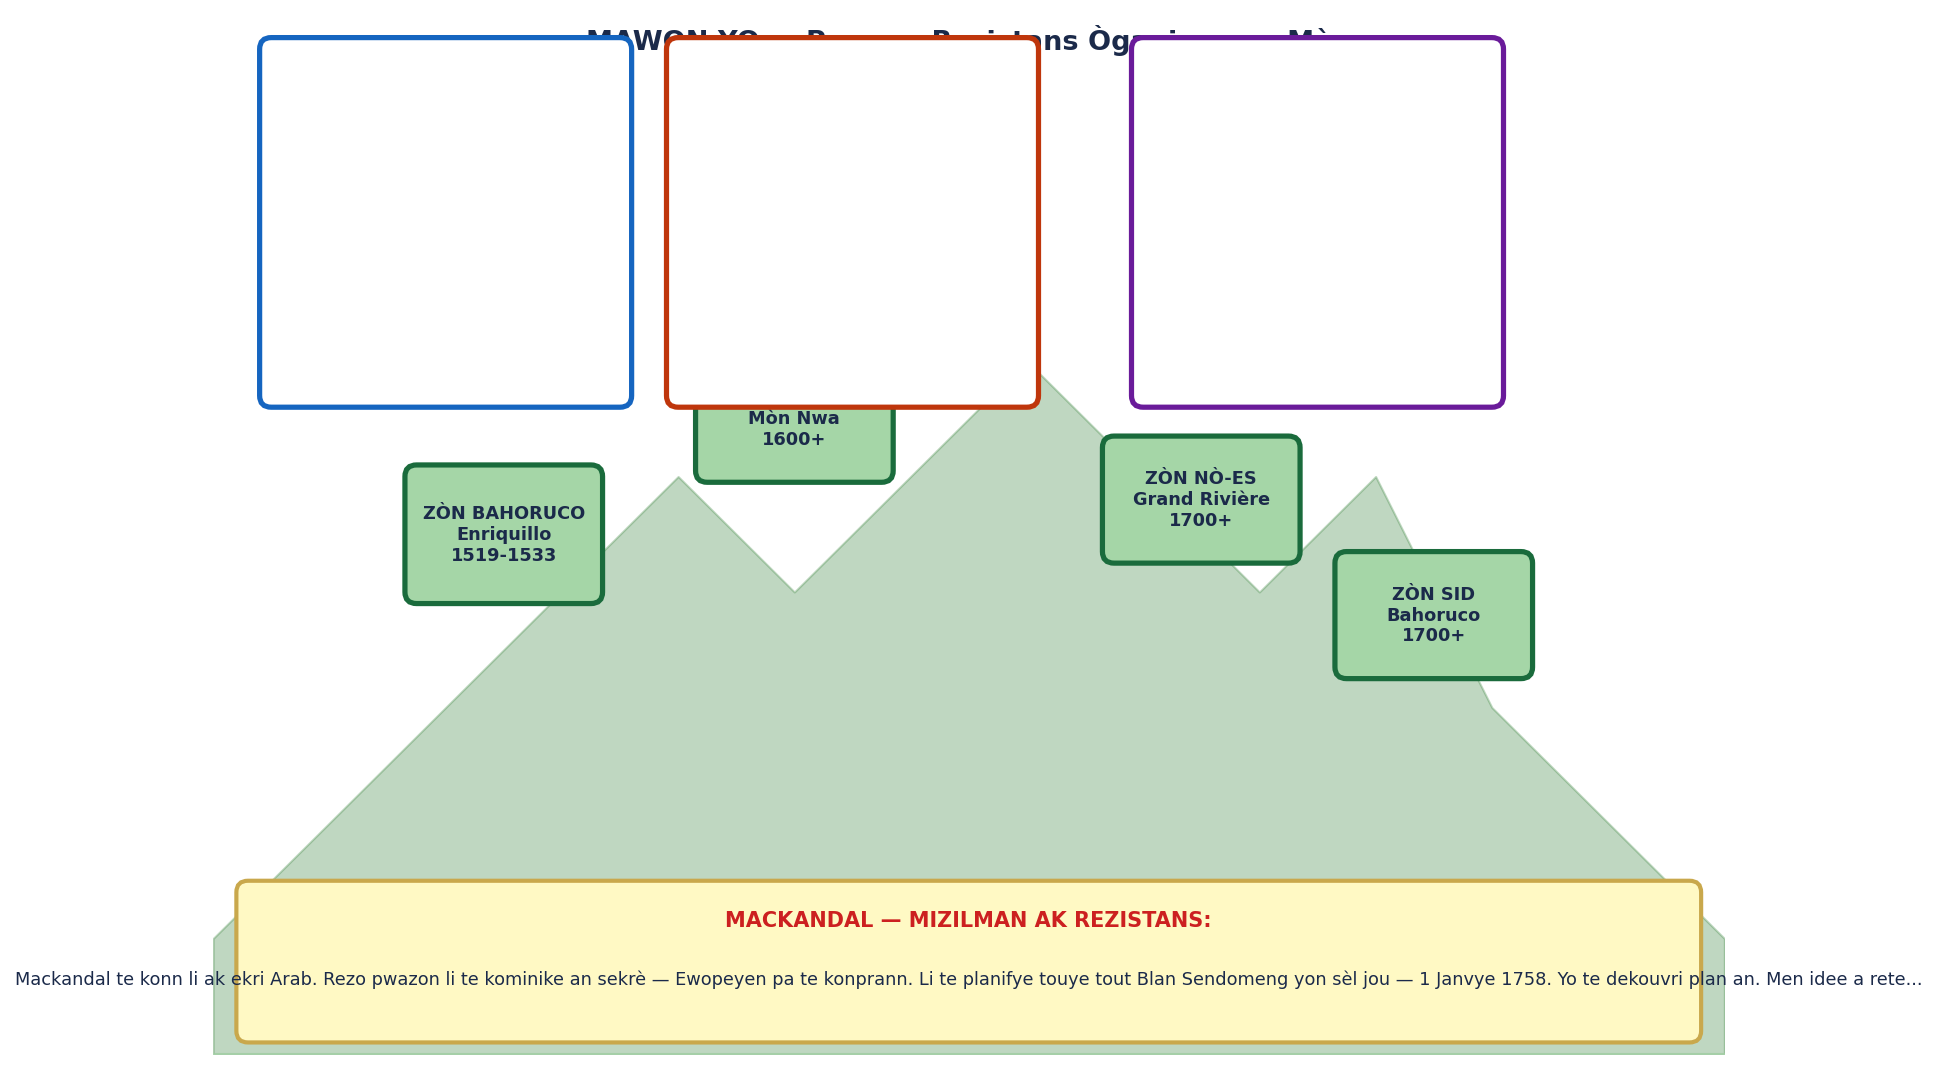 MAWON YO
Mòn Nwa
1600+
ZÒN NÒ-ES
Grand Rivière
1700+
ZÒN BAHORUCO
Enriquillo
1519-1533
ZÒN SID
Bahoruco
1700+
MACKANDAL — MIZILMAN AK REZISTANS:
Mackandal te konn li ak ekri Arab. Rezo pwazon li te kominike an sekrè — Ewopeyen pa te konprann. Li te planifye touye tout Blan Sendomeng yon sèl jou — 1 Janvye 1758. Yo te dekouvri plan an. Men idee a rete...